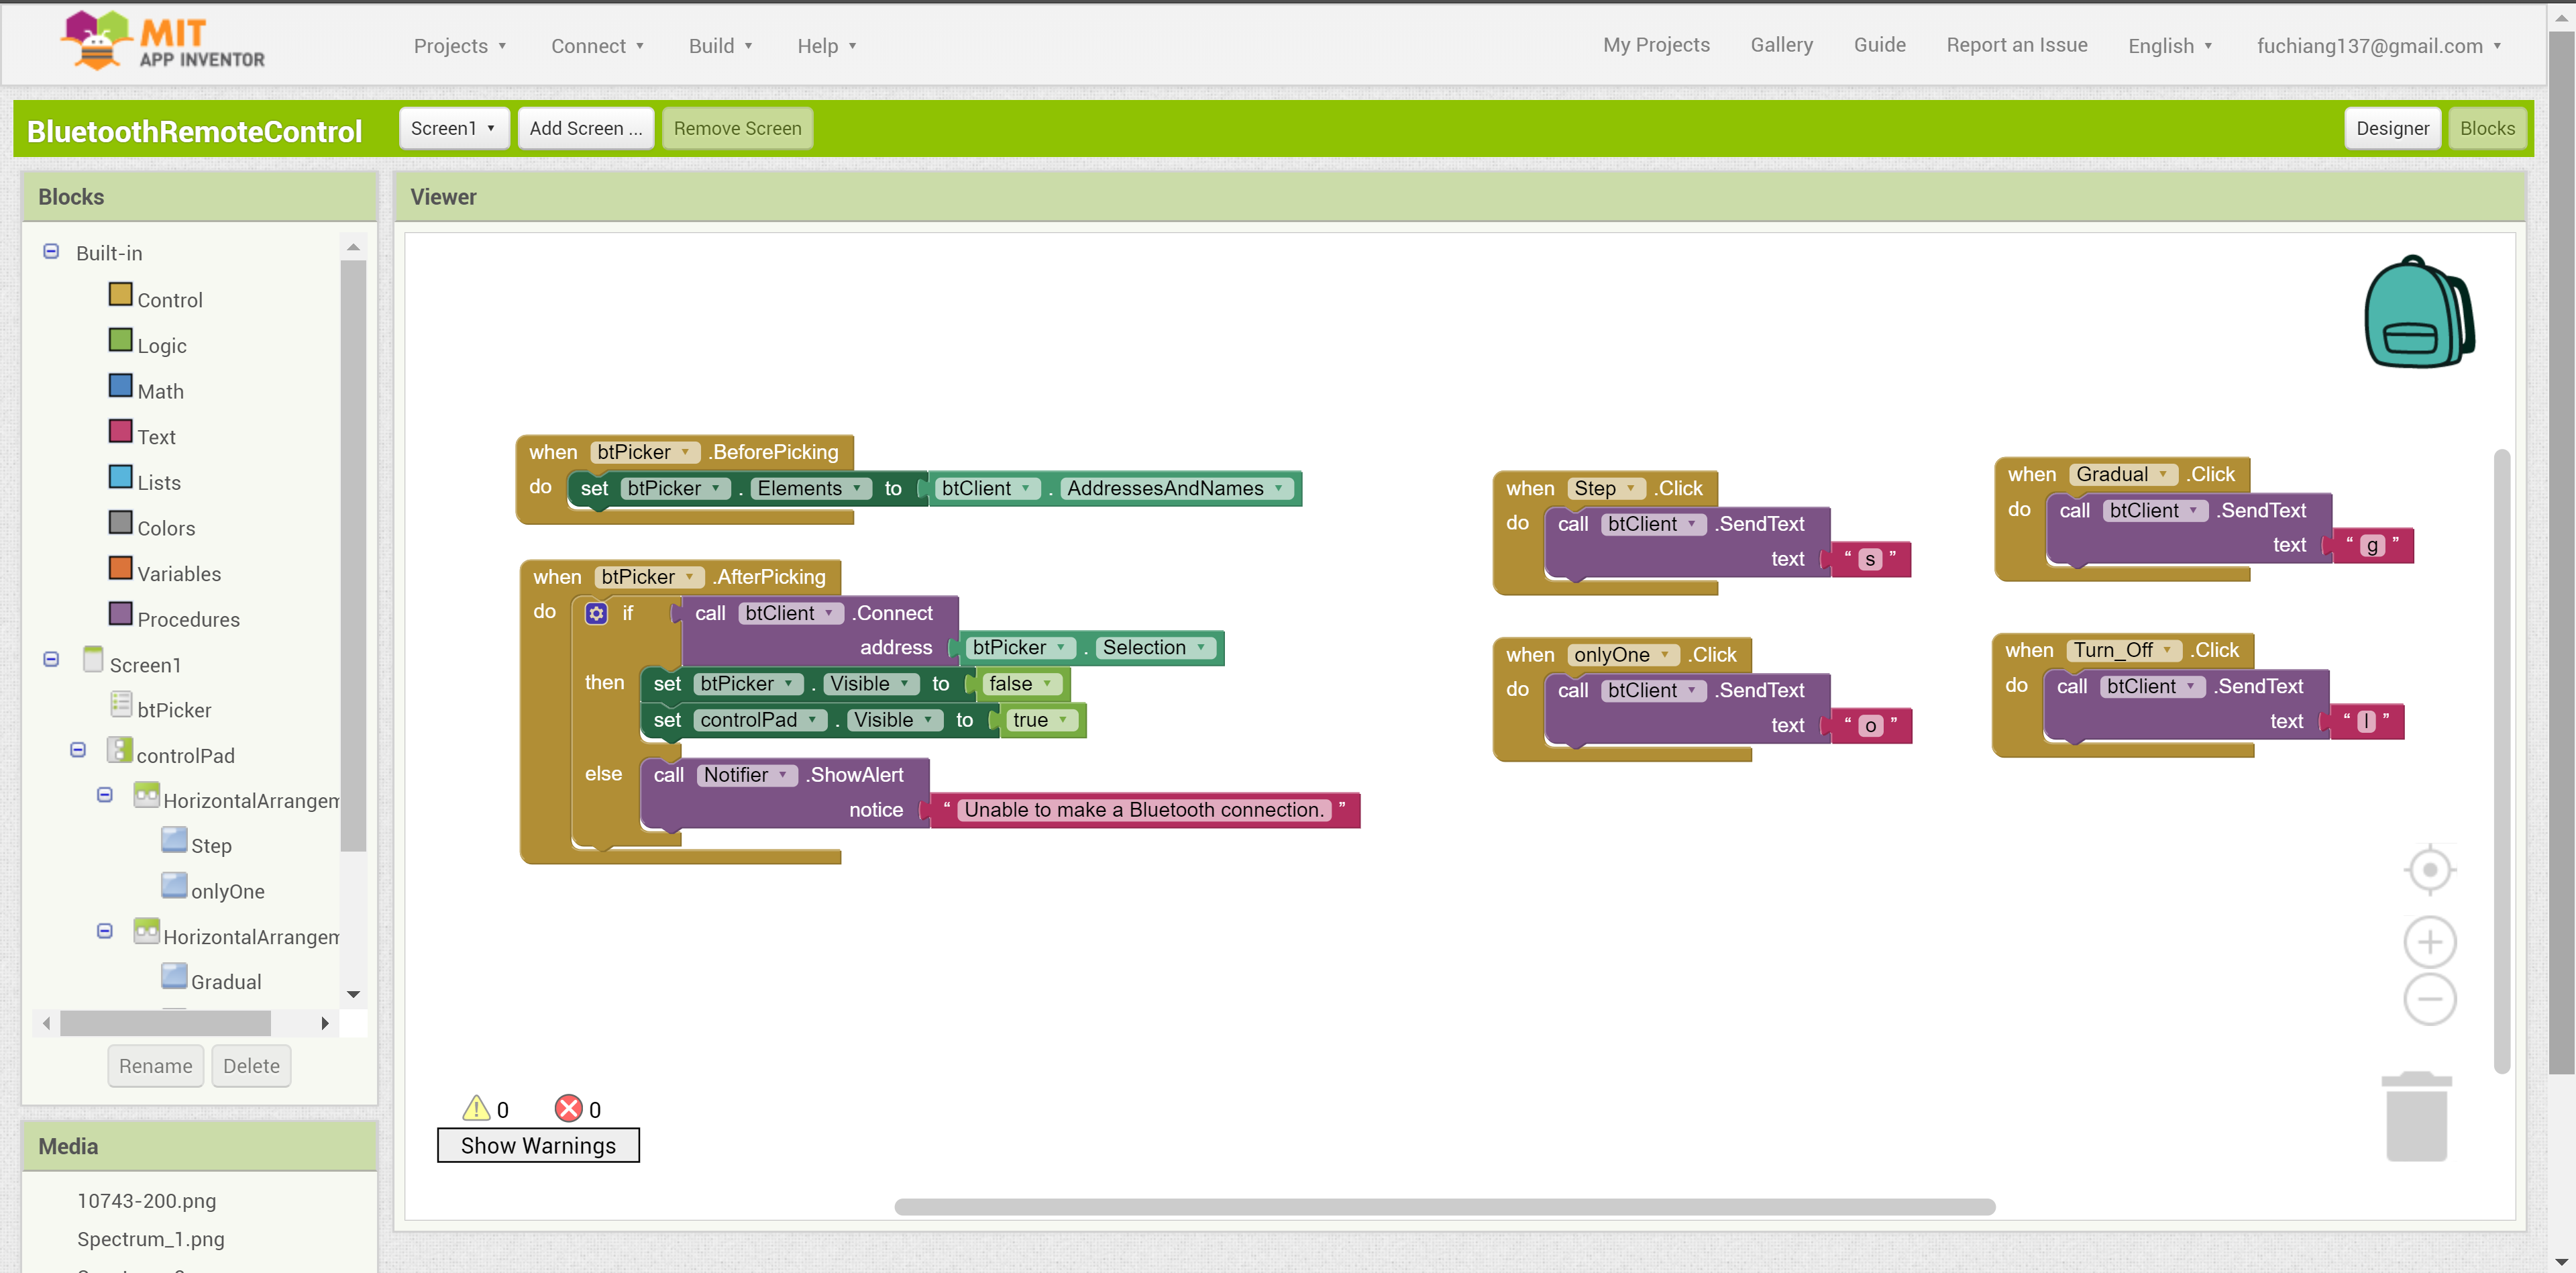 MIT
APP INVENTOR
Projects
Connect
Build
Help
My Projects
Gallery
Guide
Report an Issue
English
fuchiang137@gmail.com
BluetoothRemoteControl
Screen1
Add Screen ...
Remove Screen
Designer
Blocks
Blocks
Built-in
Control
Logic
Math
Text
Lists
Colors
Variables
Procedures
Screen1
btPicker
controlPad
HorizontalArrangem
Step
onlyOne
HorizontalArrangem
Gradual
Rename
Delete
Media
10743-200.png
Spectrum_1.png
Viewer
when btPicker .BeforePicking
do set btPicker . Elements to btClient . AddressesAndNames
when btPicker .AfterPicking
do if call btClient .Connect
address btPicker . Selection
then set btPicker . Visible to false
set controlPad . Visible to true
else call Notifier .ShowAlert
notice “ Unable to make a Bluetooth connection. ”
when Step .Click
do call btClient .SendText
text “ s ”
when onlyOne .Click
do call btClient .SendText
text “ o ”
when Gradual .Click
do call btClient .SendText
text “ g ”
when Turn_Off .Click
do call btClient .SendText
text “ l ”
0 0
Show Warnings